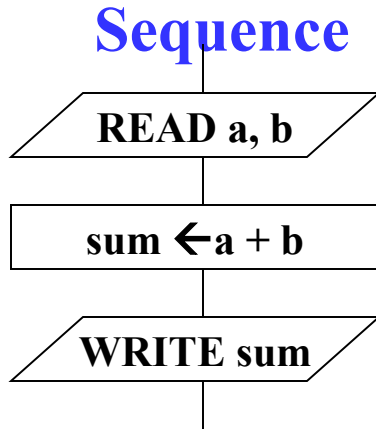 Sequence
READ a, b
sum ←a + b
WRITE sum